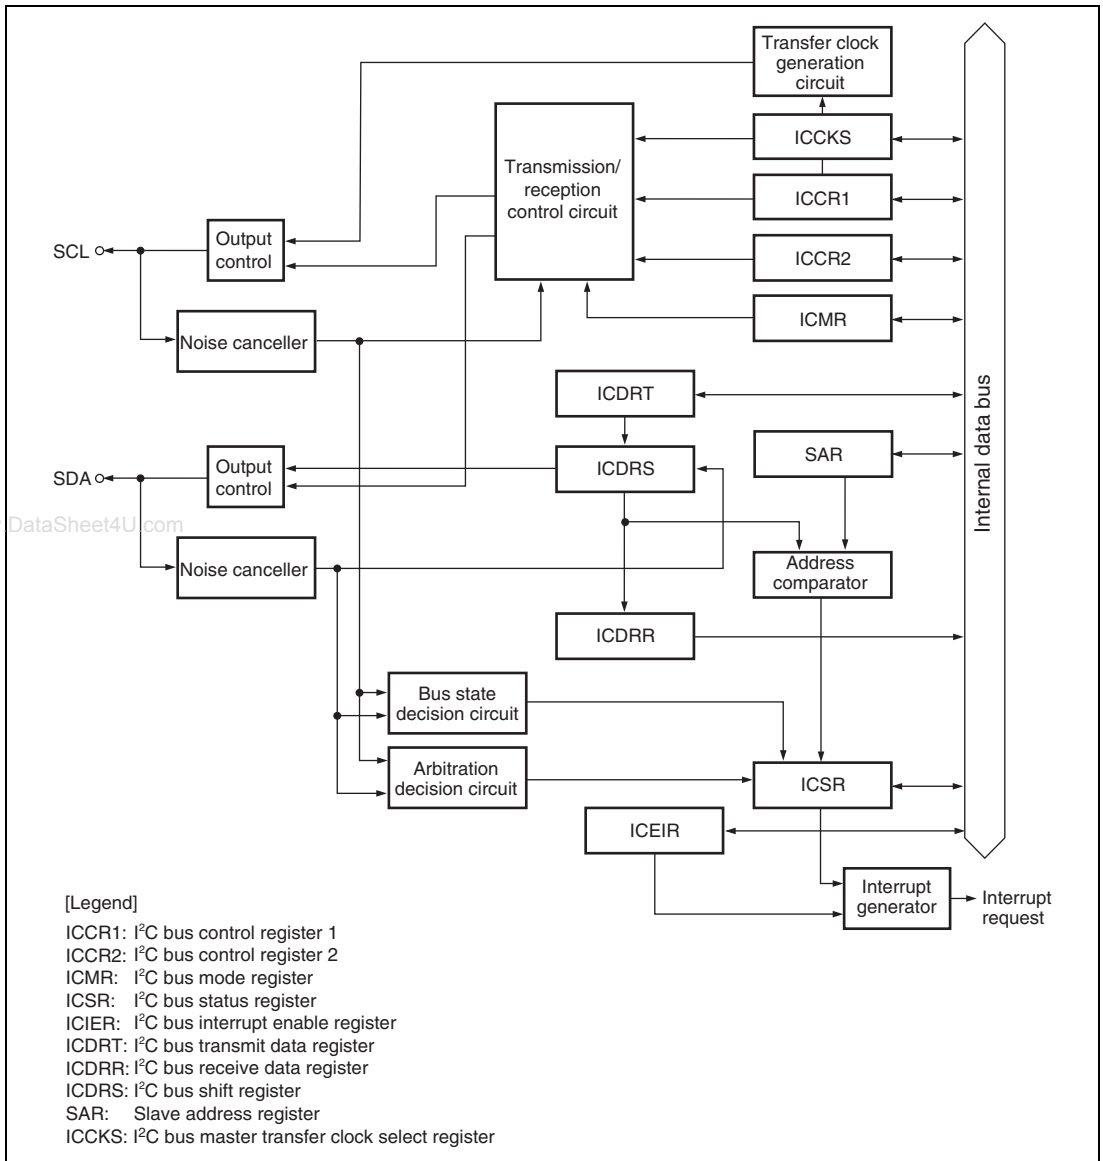 Transfer clock
generation
circuit
ICCKS
Transmission/
reception
control circuit
ICCR1
SCL
Output
control
ICCR2
ICMR
Noise canceller
ICDRT
Internal data bus
SDA
Output
control
ICDRS
SAR
DataSheet4U.com
Noise canceller
Address
comparator
ICDRR
Bus state
decision circuit
Arbitration
decision circuit
ICSR
ICEIR
Interrupt
generator
Interrupt
request
[Legend]
ICCR1: I²C bus control register 1
ICCR2: I²C bus control register 2
ICMR: I²C bus mode register
ICSR: I²C bus status register
ICIER: I²C bus interrupt enable register
ICDRT: I²C bus transmit data register
ICDRR: I²C bus receive data register
ICDRS: I²C bus shift register
SAR: Slave address register
ICCKS: I²C bus master transfer clock select register